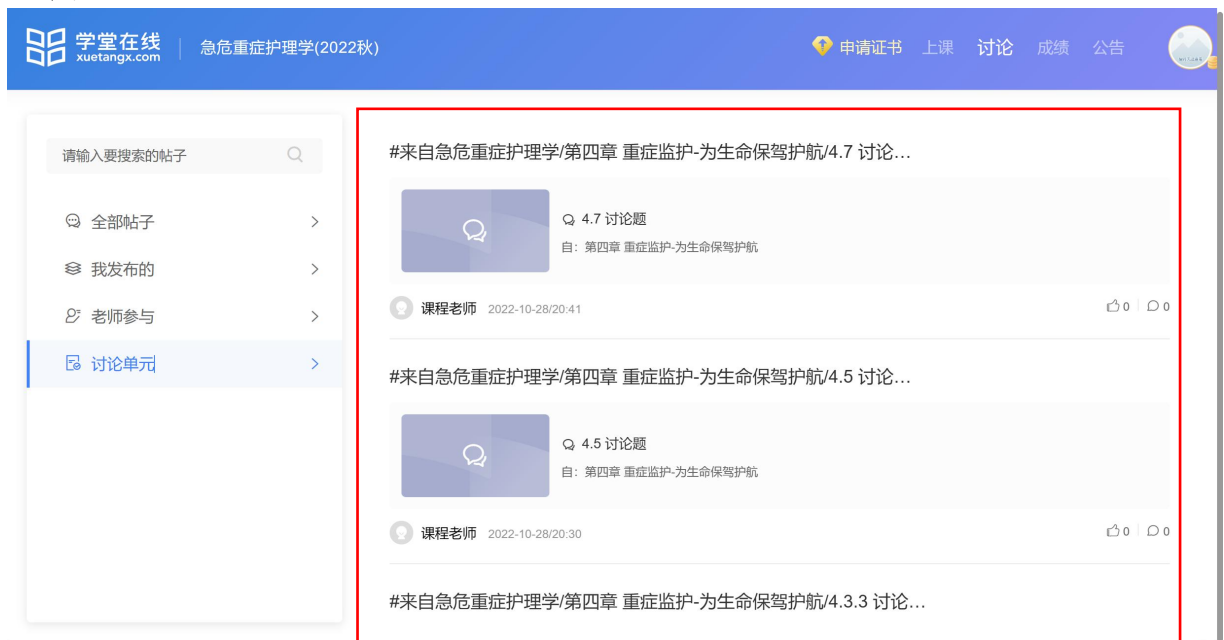 学堂在线
xuetangx.com
急危重症护理学(2022秋)
申请证书
上课
讨论
成绩
公告
请输入要搜索的帖子
全部帖子
我发布的
老师参与
讨论单元
#来自急危重症护理学/第四章 重症监护-为生命保驾护航/4.7 讨论…
4.7 讨论题
自：第四章 重症监护-为生命保驾护航
课程老师 2022-10-28/20:41
0 0
#来自急危重症护理学/第四章 重症监护-为生命保驾护航/4.5 讨论…
4.5 讨论题
自：第四章 重症监护-为生命保驾护航
课程老师 2022-10-28/20:30
0 0
#来自急危重症护理学/第四章 重症监护-为生命保驾护航/4.3.3 讨论…